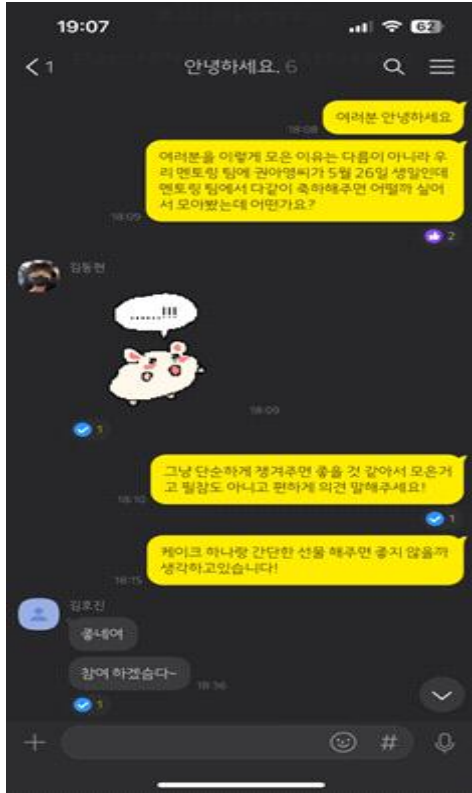 19:07
62
1
안녕하세요. 6
여러분 안녕하세요
18:08
여러분을 이렇게 모은 이유는 다름이 아니라 우
리 멘토링 팀에 권아영씨가 5월 26일 생일인데
멘토링 팀에서 다같이 축하해주면 어떨까 싶어
서 모아봤는데 어떤가요?
18:09
2
김동현
......!!!
18:09
1
그냥 단순하게 챙겨주면 좋을 것 같아서 모은거
고 필참도 아니고 편하게 의견 말해주세요!
18:10
1
케이크 하나랑 간단한 선물 해주면 좋지 않을까
생각하고있습니다!
18:15
김호진
좋네여
참여 하겠슴다~
18:36
1
#